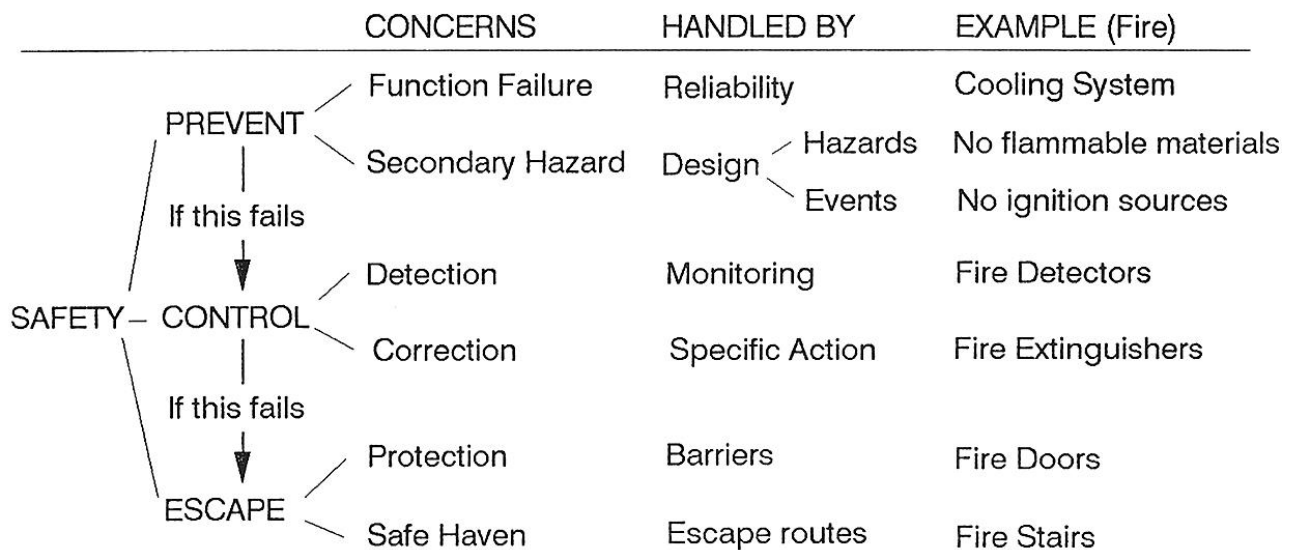 CONCERNS HANDLED BY EXAMPLE (Fire)
Function Failure Reliability Cooling System
PREVENT
Hazards No flammable materials
Secondary Hazard Design
Events No ignition sources
If this fails
Detection Monitoring Fire Detectors
SAFETY – CONTROL
Correction Specific Action Fire Extinguishers
If this fails
Protection Barriers Fire Doors
ESCAPE
Safe Haven Escape routes Fire Stairs